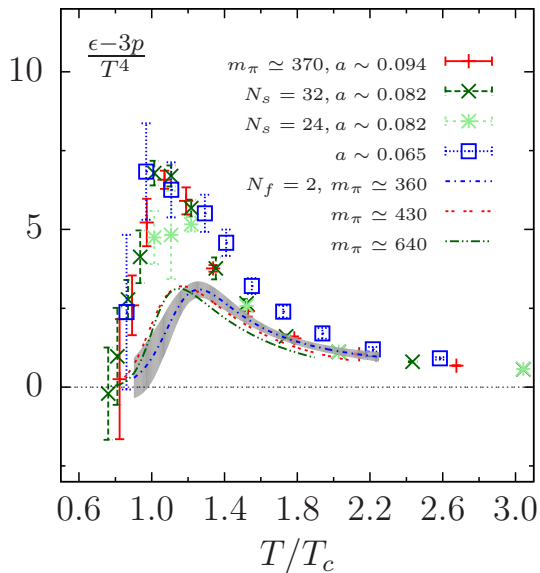 10
5
0
ϵ−3p
T⁴
m_π ≃ 370, a ∼ 0.094
N_s = 32, a ∼ 0.082
N_s = 24, a ∼ 0.082
a ∼ 0.065
N_f = 2, m_π ≃ 360
m_π ≃ 430
m_π ≃ 640
0.6 1.0 1.4 1.8 2.2 2.6 3.0
T/T_c